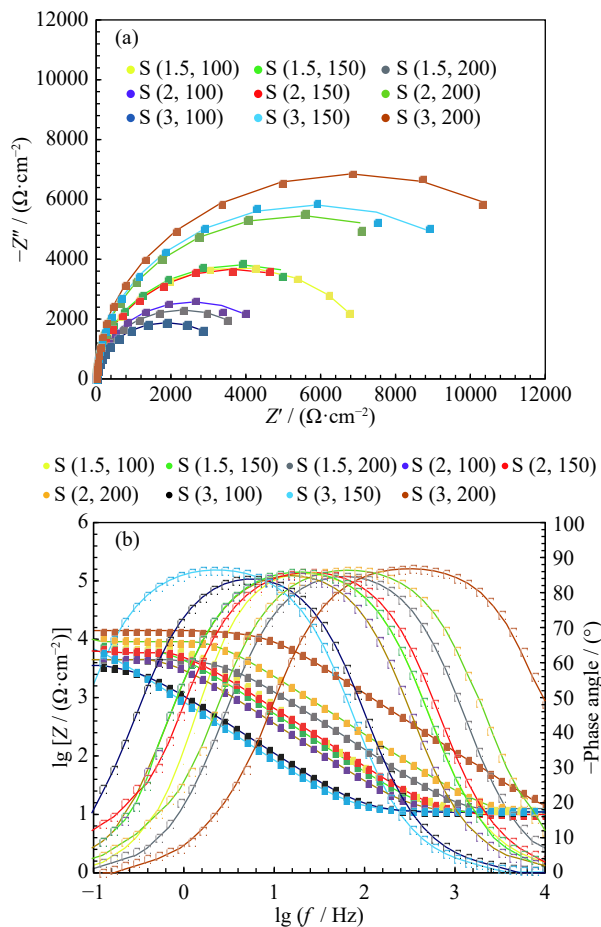 (a)
S (1.5, 100) S (1.5, 150) S (1.5, 200)
S (2, 100) S (2, 150) S (2, 200)
S (3, 100) S (3, 150) S (3, 200)
12000
10000
8000
6000
4000
2000
0
−Z″ / (Ω·cm⁻²)
0 2000 4000 6000 8000 10000 12000
Z′ / (Ω·cm⁻²)
S (1.5, 100) S (1.5, 150) S (1.5, 200) S (2, 100) S (2, 150)
S (2, 200) S (3, 100) S (3, 150) S (3, 200)
(b)
6
5
4
3
2
1
0
lg [Z / (Ω·cm⁻²)]
100
90
80
70
60
50
40
30
20
10
0
−Phase angle / (°)
−1 0 1 2 3 4
lg (f / Hz)